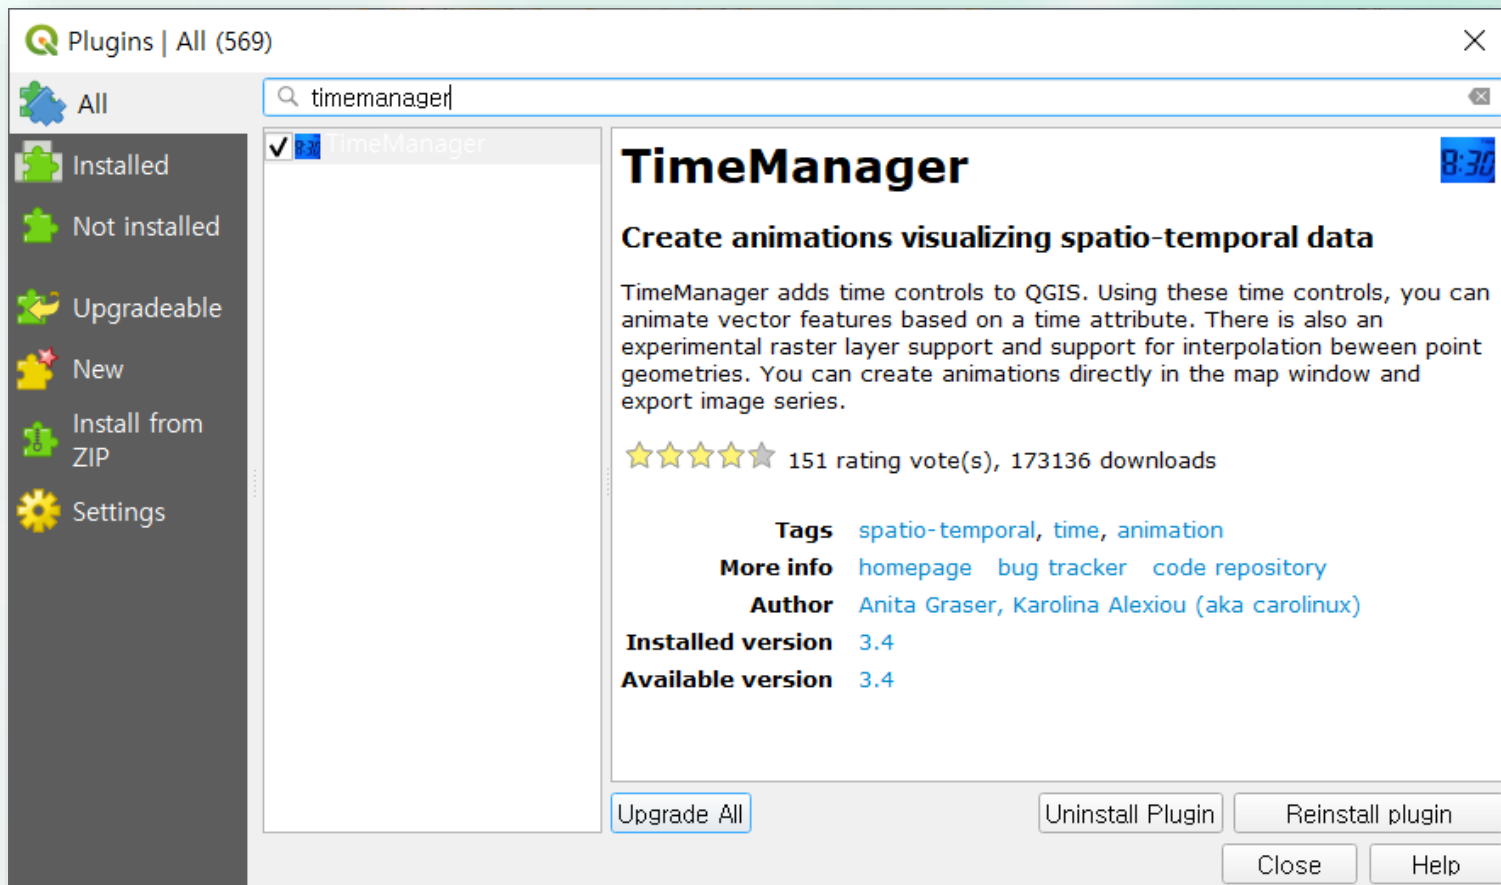 Plugins | All (569)
All
timemanager
Installed
Not installed
Upgradeable
New
Install from
ZIP
Settings
TimeManager
TimeManager
8:30
Create animations visualizing spatio-temporal data
TimeManager adds time controls to QGIS. Using these time controls, you can
animate vector features based on a time attribute. There is also an
experimental raster layer support and support for interpolation beween point
geometries. You can create animations directly in the map window and
export image series.
151 rating vote(s), 173136 downloads
Tags spatio-temporal, time, animation
More info homepage bug tracker code repository
Author Anita Graser, Karolina Alexiou (aka carolinux)
Installed version 3.4
Available version 3.4
Upgrade All Uninstall Plugin Reinstall plugin
Close Help